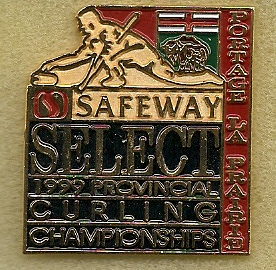 SAFEWAY
SELECT
1999 PROVINCIAL
CURLING
CHAMPIONSHIPS
PORTAGE LA PRAIRIE